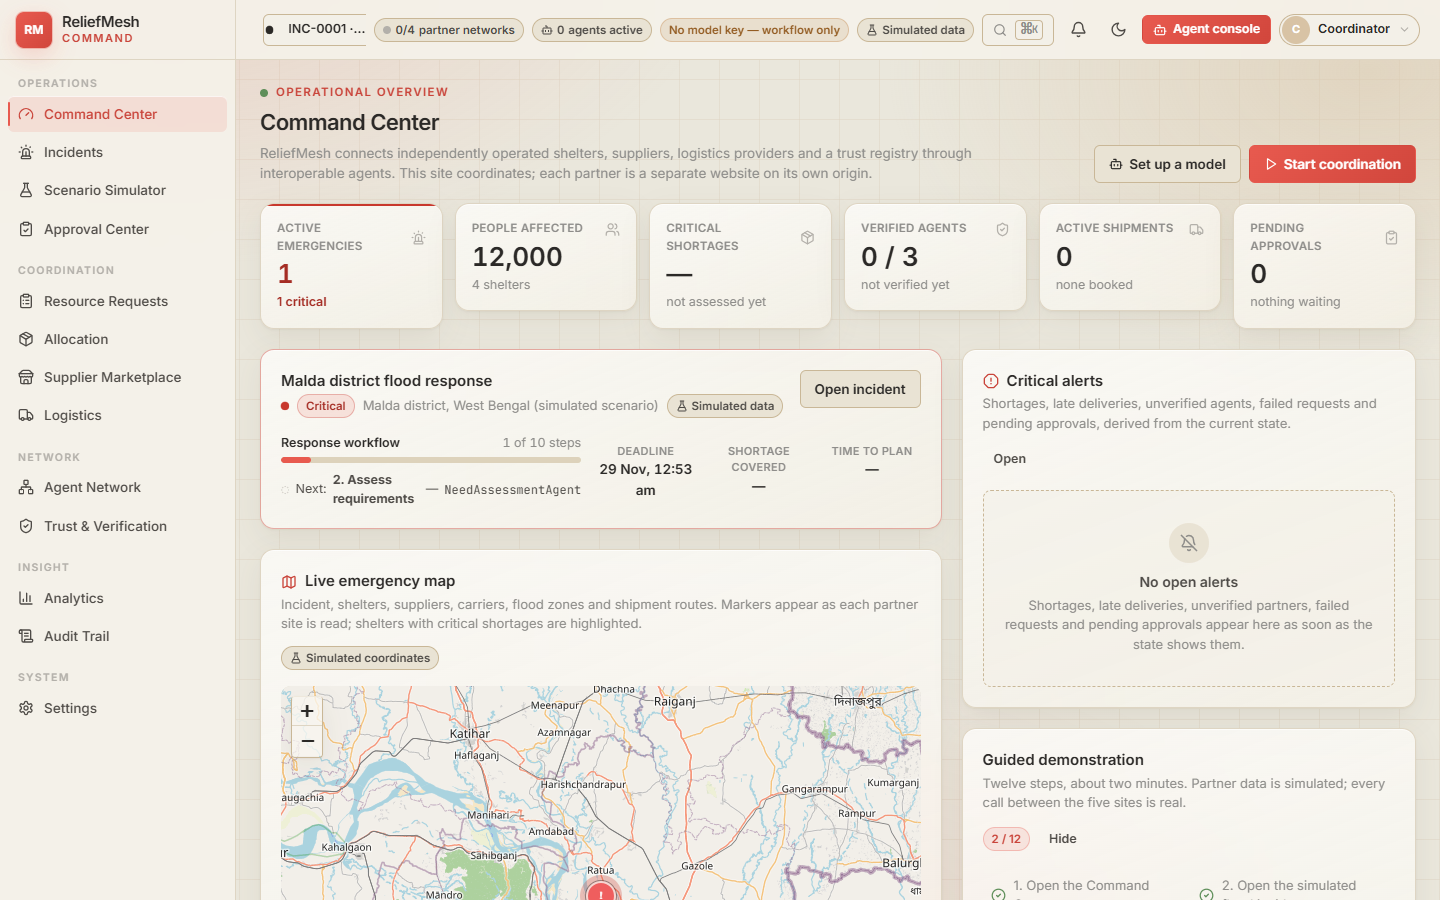 RM
ReliefMesh
COMMAND
INC-0001 ·...
0/4 partner networks
0 agents active
No model key — workflow only
Simulated data
⌘K
Agent console
C
Coordinator
OPERATIONS
Command Center
Incidents
Scenario Simulator
Approval Center
COORDINATION
Resource Requests
Allocation
Supplier Marketplace
Logistics
NETWORK
Agent Network
Trust & Verification
INSIGHT
Analytics
Audit Trail
SYSTEM
Settings
OPERATIONAL OVERVIEW
Command Center
ReliefMesh connects independently operated shelters, suppliers, logistics providers and a trust registry through
interoperable agents. This site coordinates; each partner is a separate website on its own origin.
Set up a model
Start coordination
ACTIVE
EMERGENCIES
1
1 critical
PEOPLE AFFECTED
12,000
4 shelters
CRITICAL
SHORTAGES
—
not assessed yet
VERIFIED AGENTS
0 / 3
not verified yet
ACTIVE SHIPMENTS
0
none booked
PENDING
APPROVALS
0
nothing waiting
Malda district flood response
Critical
Malda district, West Bengal (simulated scenario)
Simulated data
Open incident
Response workflow
1 of 10 steps
Next:
2. Assess
requirements
— NeedAssessmentAgent
DEADLINE
29 Nov, 12:53
am
SHORTAGE
COVERED
—
TIME TO PLAN
—
Live emergency map
Incident, shelters, suppliers, carriers, flood zones and shipment routes. Markers appear as each partner
site is read; shelters with critical shortages are highlighted.
Simulated coordinates
+
−
Dhachna
Meenapur
Raiganj
দিনাজপুর
Katihar
Azamnagar
Haflaganj
Harishchandrapur
Gangarampur
Kumarganj
augachia
Manihari
Rampur
Amdabad
Kahalgaon
Sahibganj
Ratua
Gazole
Balurg
Māndro
!
Critical alerts
Shortages, late deliveries, unverified agents, failed requests and
pending approvals, derived from the current state.
Open
No open alerts
Shortages, late deliveries, unverified partners, failed
requests and pending approvals appear here as soon as the
state shows them.
Guided demonstration
Twelve steps, about two minutes. Partner data is simulated; every
call between the five sites is real.
2 / 12
Hide
1. Open the Command
2. Open the simulated